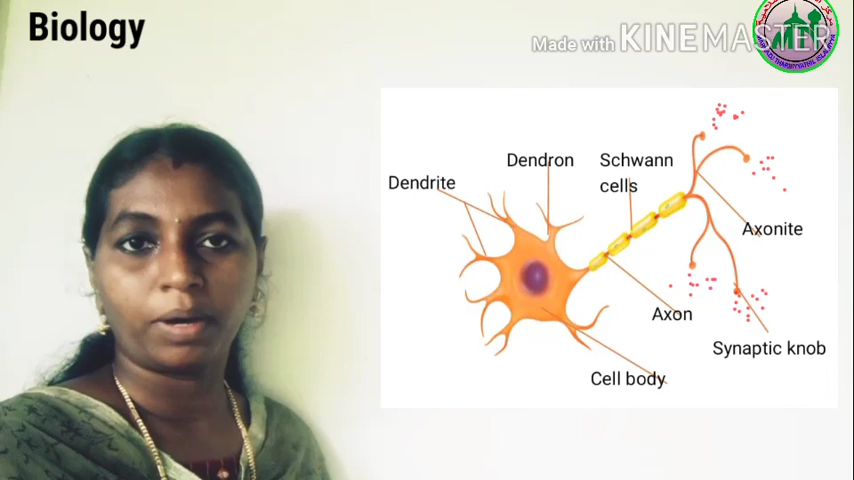 Biology
Made with KINEMASTER
Dendrite
Dendron
Schwann
cells
Axonite
Axon
Synaptic knob
Cell body